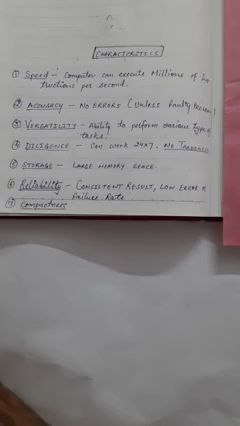 CHARACTERISTICS
① Speed - Computer can execute Millions of ins
tructions per second.
② ACCURACY - NO ERRORS (Unless faulty
③ VERSATILITY - Ability to perform various types of
tasks.
④ DILIGENCE - Can work 24x7, NO
⑤ STORAGE - LARGE MEMORY SPACE
⑥ Reliability - CONSISTENT RESULT, LOW ERROR &
Failure Rate
⑦ Compactness